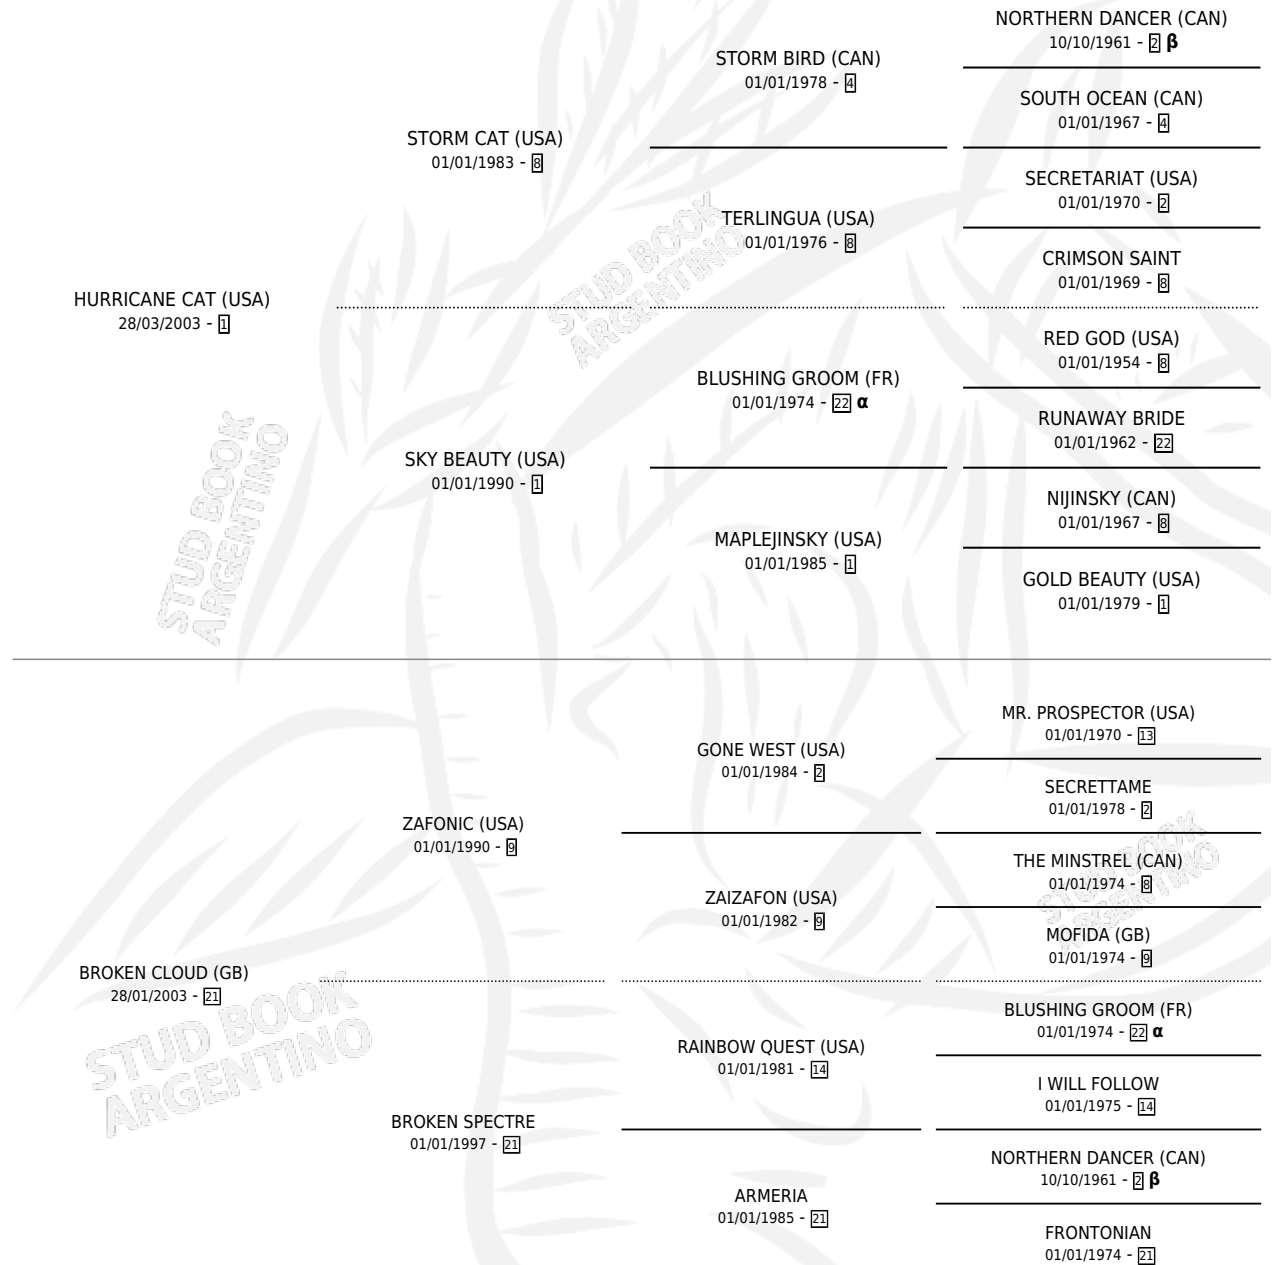 NORTHERN DANCER (CAN)
10/10/1961 - 2 β
STORM BIRD (CAN)
01/01/1978 - 4
SOUTH OCEAN (CAN)
01/01/1967 - 4
STORM CAT (USA)
01/01/1983 - 8
SECRETARIAT (USA)
01/01/1970 - 2
TERLINGUA (USA)
01/01/1976 - 8
CRIMSON SAINT
01/01/1969 - 8
HURRICANE CAT (USA)
28/03/2003 - 1
STUD BOOK
ARGENTINO
RED GOD (USA)
01/01/1954 - 8
BLUSHING GROOM (FR)
01/01/1974 - 22 α
RUNAWAY BRIDE
01/01/1962 - 22
SKY BEAUTY (USA)
01/01/1990 - 1
STUD BOOK
ARGENTINO
NIJINSKY (CAN)
01/01/1967 - 8
MAPLEJINSKY (USA)
01/01/1985 - 1
GOLD BEAUTY (USA)
01/01/1979 - 1
MR. PROSPECTOR (USA)
01/01/1970 - 13
GONE WEST (USA)
01/01/1984 - 2
SECRETTAME
01/01/1978 - 2
ZAFONIC (USA)
01/01/1990 - 9
THE MINSTREL (CAN)
01/01/1974 - 8
STUD BOOK
ARGENTINO
ZAIZAFON (USA)
01/01/1982 - 9
MOFIDA (GB)
01/01/1974 - 9
BROKEN CLOUD (GB)
28/01/2003 - 21
STUD BOOK
ARGENTINO
BLUSHING GROOM (FR)
01/01/1974 - 22 α
RAINBOW QUEST (USA)
01/01/1981 - 14
I WILL FOLLOW
01/01/1975 - 14
BROKEN SPECTRE
01/01/1997 - 21
NORTHERN DANCER (CAN)
10/10/1961 - 2 β
ARMERIA
01/01/1985 - 21
FRONTONIAN
01/01/1974 - 21